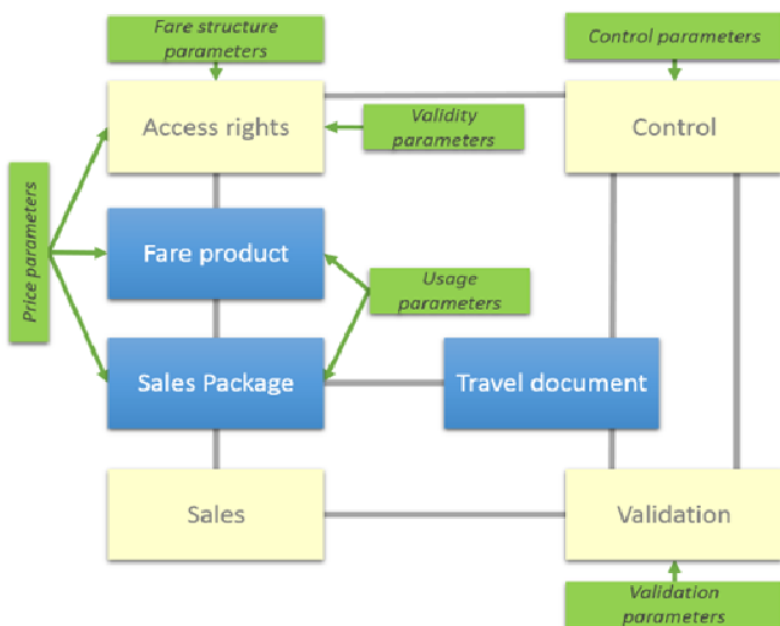 Fare structure
parameters
Control parameters
Access rights
Validity
parameters
Control
Price parameters
Fare product
Usage
parameters
Sales Package
Travel document
Sales
Validation
Validation
parameters